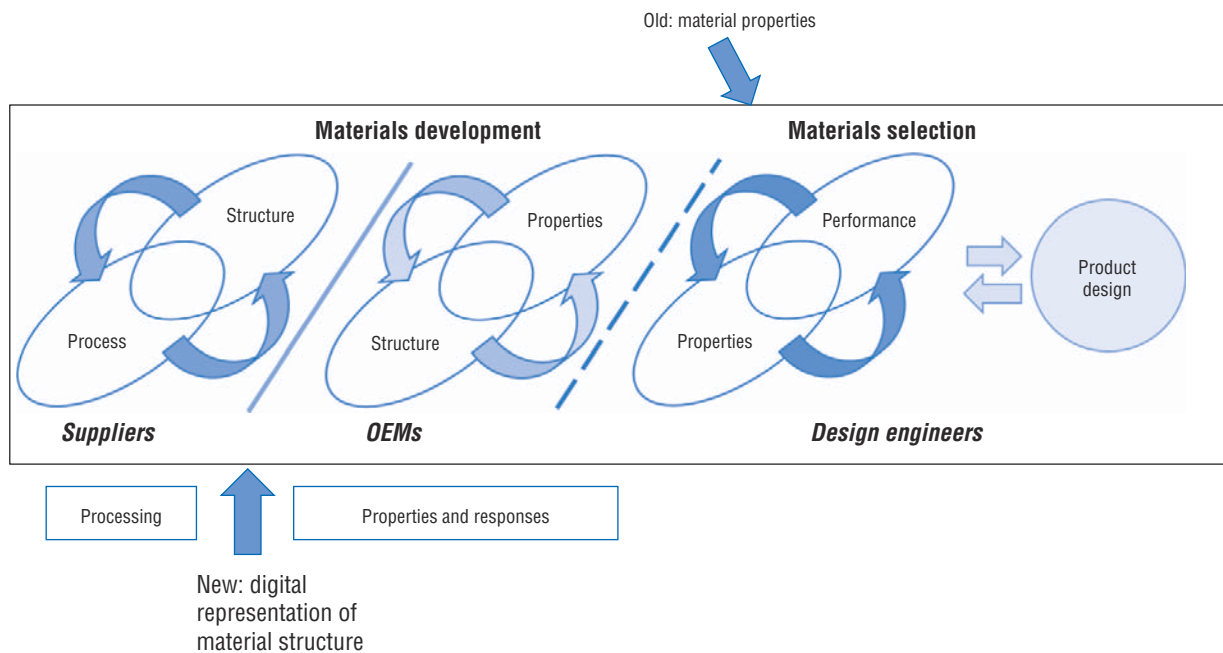 Old: material properties
Materials development
Materials selection
Structure
Process
Properties
Structure
Performance
Properties
Product
design
Suppliers
OEMs
Design engineers
Processing
Properties and responses
New: digital
representation of
material structure